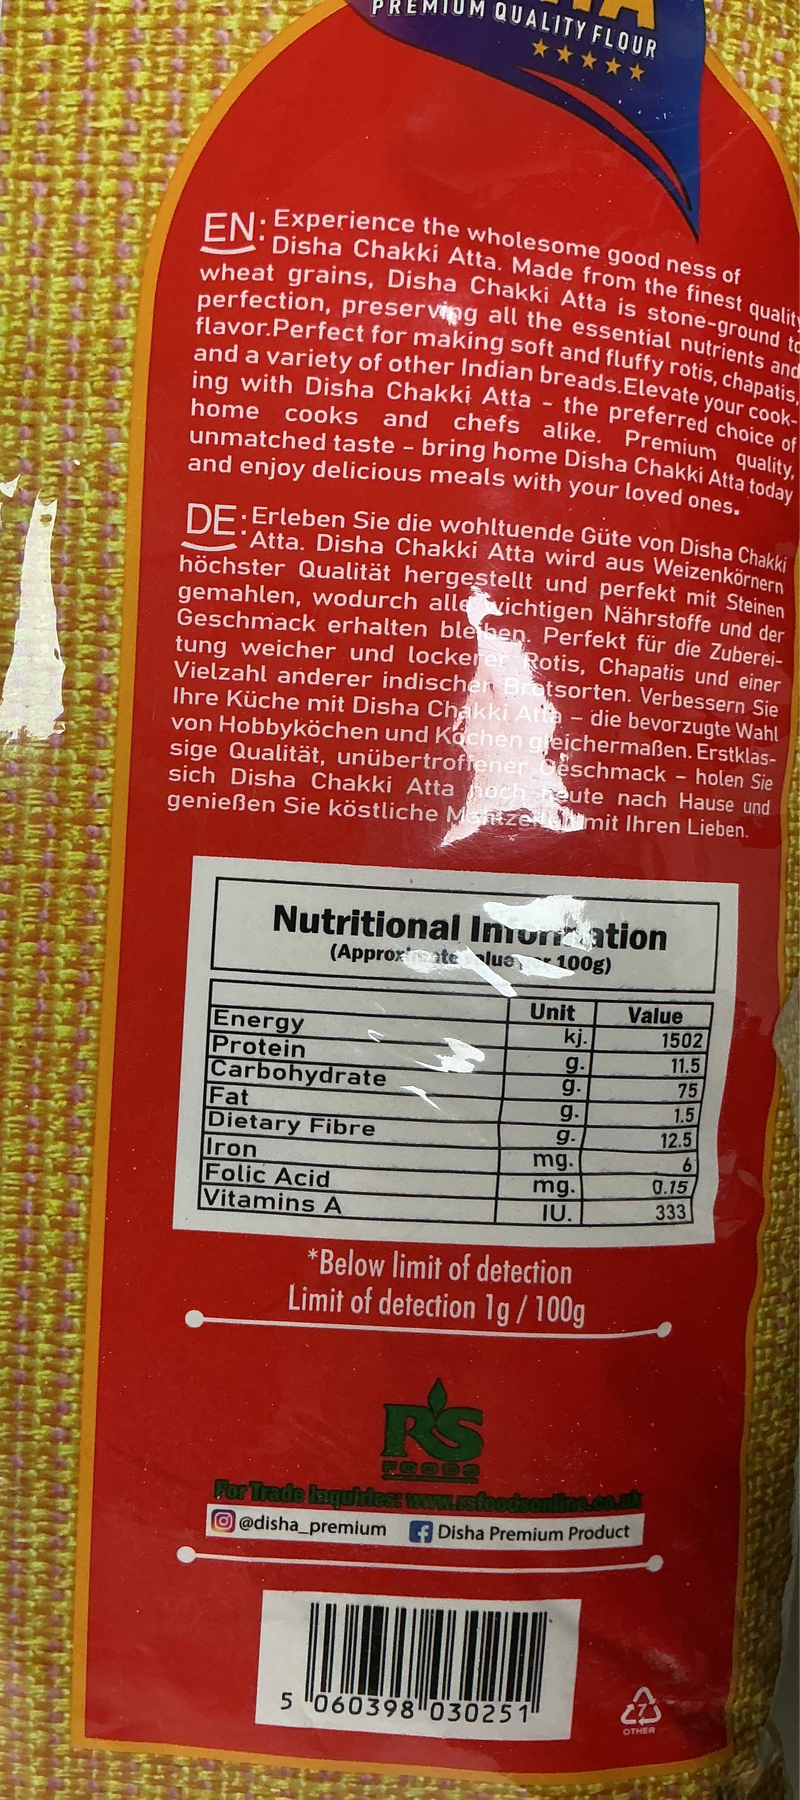 PREMIUM QUALITY FLOUR
EN: Experience the wholesome good ness of
Disha Chakki Atta. Made from the finest quality
wheat grains, Disha Chakki Atta is stone-ground to
perfection, preserving all the essential nutrients and
flavor.Perfect for making soft and fluffy rotis, chapatis,
and a variety of other Indian breads.Elevate your cook-
ing with Disha Chakki Atta - the preferred choice of
home cooks and chefs alike. Premium quality,
unmatched taste - bring home Disha Chakki Atta today
and enjoy delicious meals with your loved ones.
DE: Erleben Sie die wohltuende Güte von Disha Chakki
Atta. Disha Chakki Atta wird aus Weizenkörnern
höchster Qualität hergestellt und perfekt mit Steinen
gemahlen, wodurch alle wichtigen Nährstoffe und der
Geschmack erhalten bleiben. Perfekt für die Zuberei-
tung weicher und lockerer Rotis, Chapatis und einer
Vielzahl anderer indischer Brotsorten. Verbessern Sie
Ihre Küche mit Disha Chakki Atta - die bevorzugte Wahl
von Hobbyköchen und Köchen gleichermaßen. Erstklas-
sige Qualität, unübertroffener Geschmack - holen Sie
sich Disha Chakki Atta noch heute nach Hause und
genießen Sie köstliche Mahlzeiten mit Ihren Lieben.
Nutritional Information
(Approximate value per 100g)
Unit Value
Energy kj. 1502
Protein g. 11.5
Carbohydrate g. 75
Fat g. 1.5
Dietary Fibre g. 12.5
Iron mg. 6
Folic Acid mg. 0.15
Vitamins A IU. 333
*Below limit of detection
Limit of detection 1g / 100g
RS
FOODS
For Trade Inquiries: www.rsfoodsonline.co.uk
@disha_premium Disha Premium Product
5 060398 030251
7
OTHER